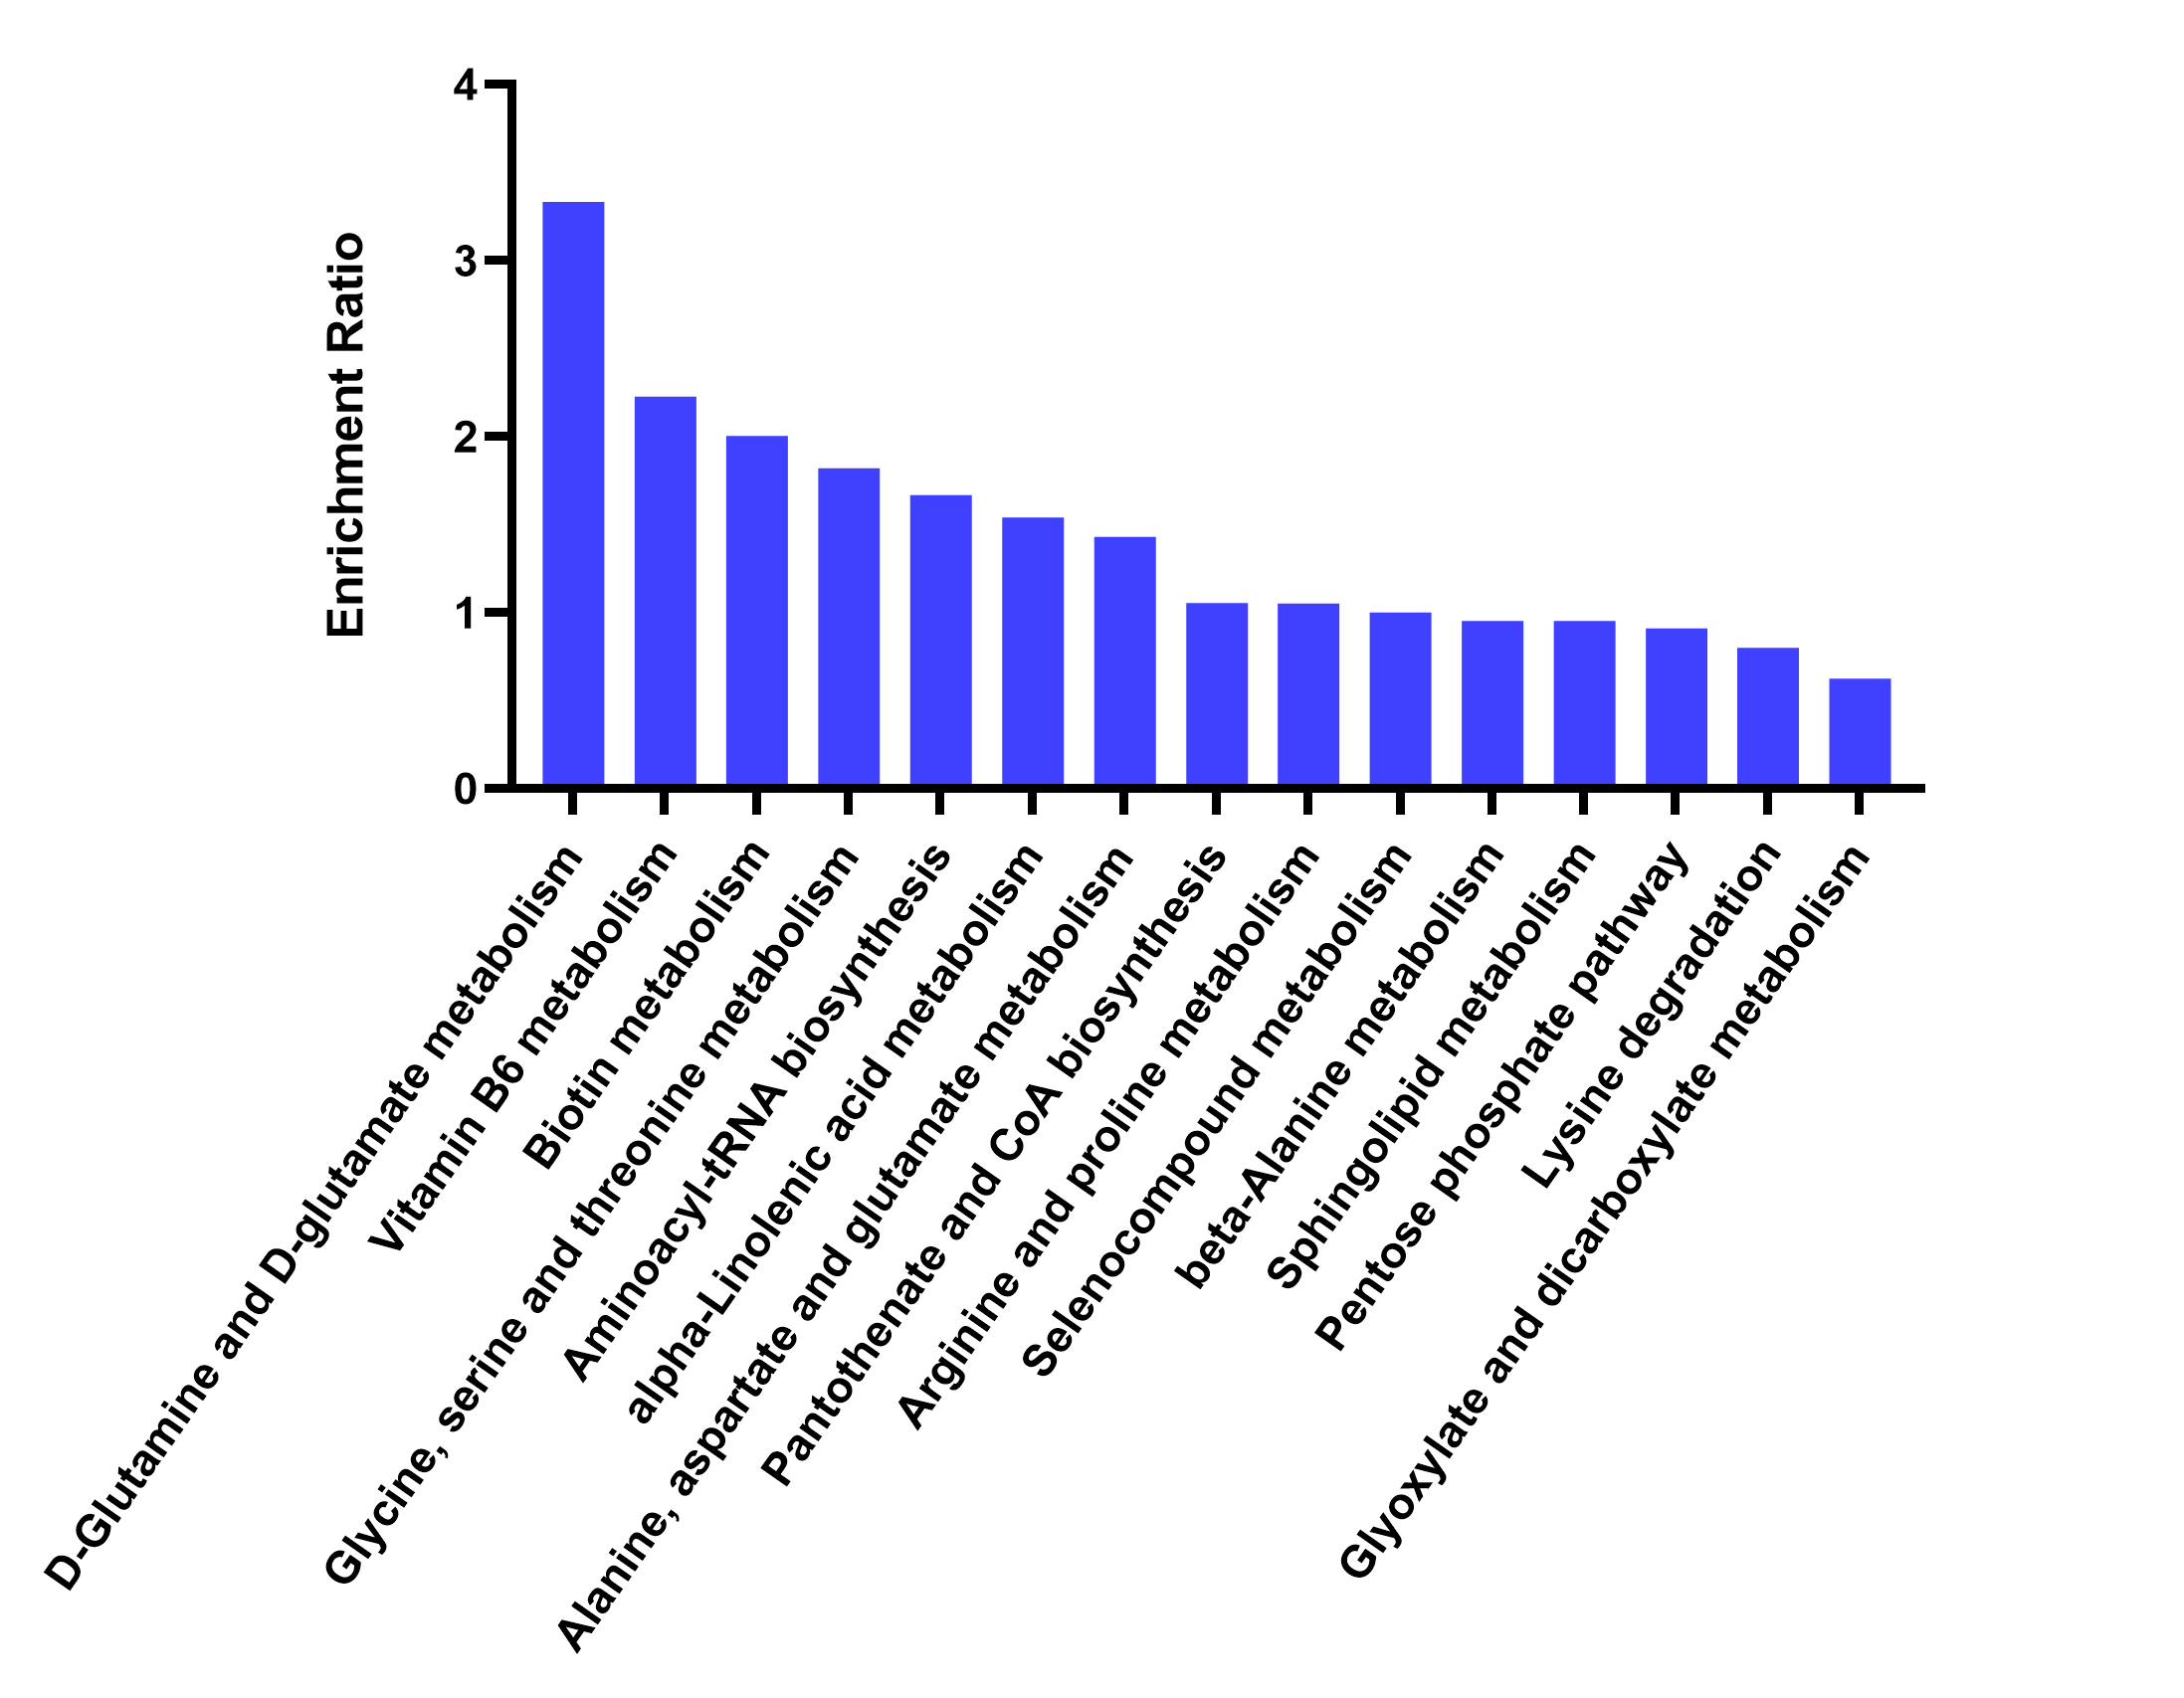 Enrichment Ratio
4
3
2
1
0
D-Glutamine and D-glutamate metabolism
Vitamin B6 metabolism
Biotin metabolism
Glycine, serine and threonine metabolism
Aminoacyl-tRNA biosynthesis
alpha-Linolenic acid metabolism
Alanine, aspartate and glutamate metabolism
Pantothenate and CoA biosynthesis
Arginine and proline metabolism
Selenocompound metabolism
beta-Alanine metabolism
Sphingolipid metabolism
Pentose phosphate pathway
Lysine degradation
Glyoxylate and dicarboxylate metabolism